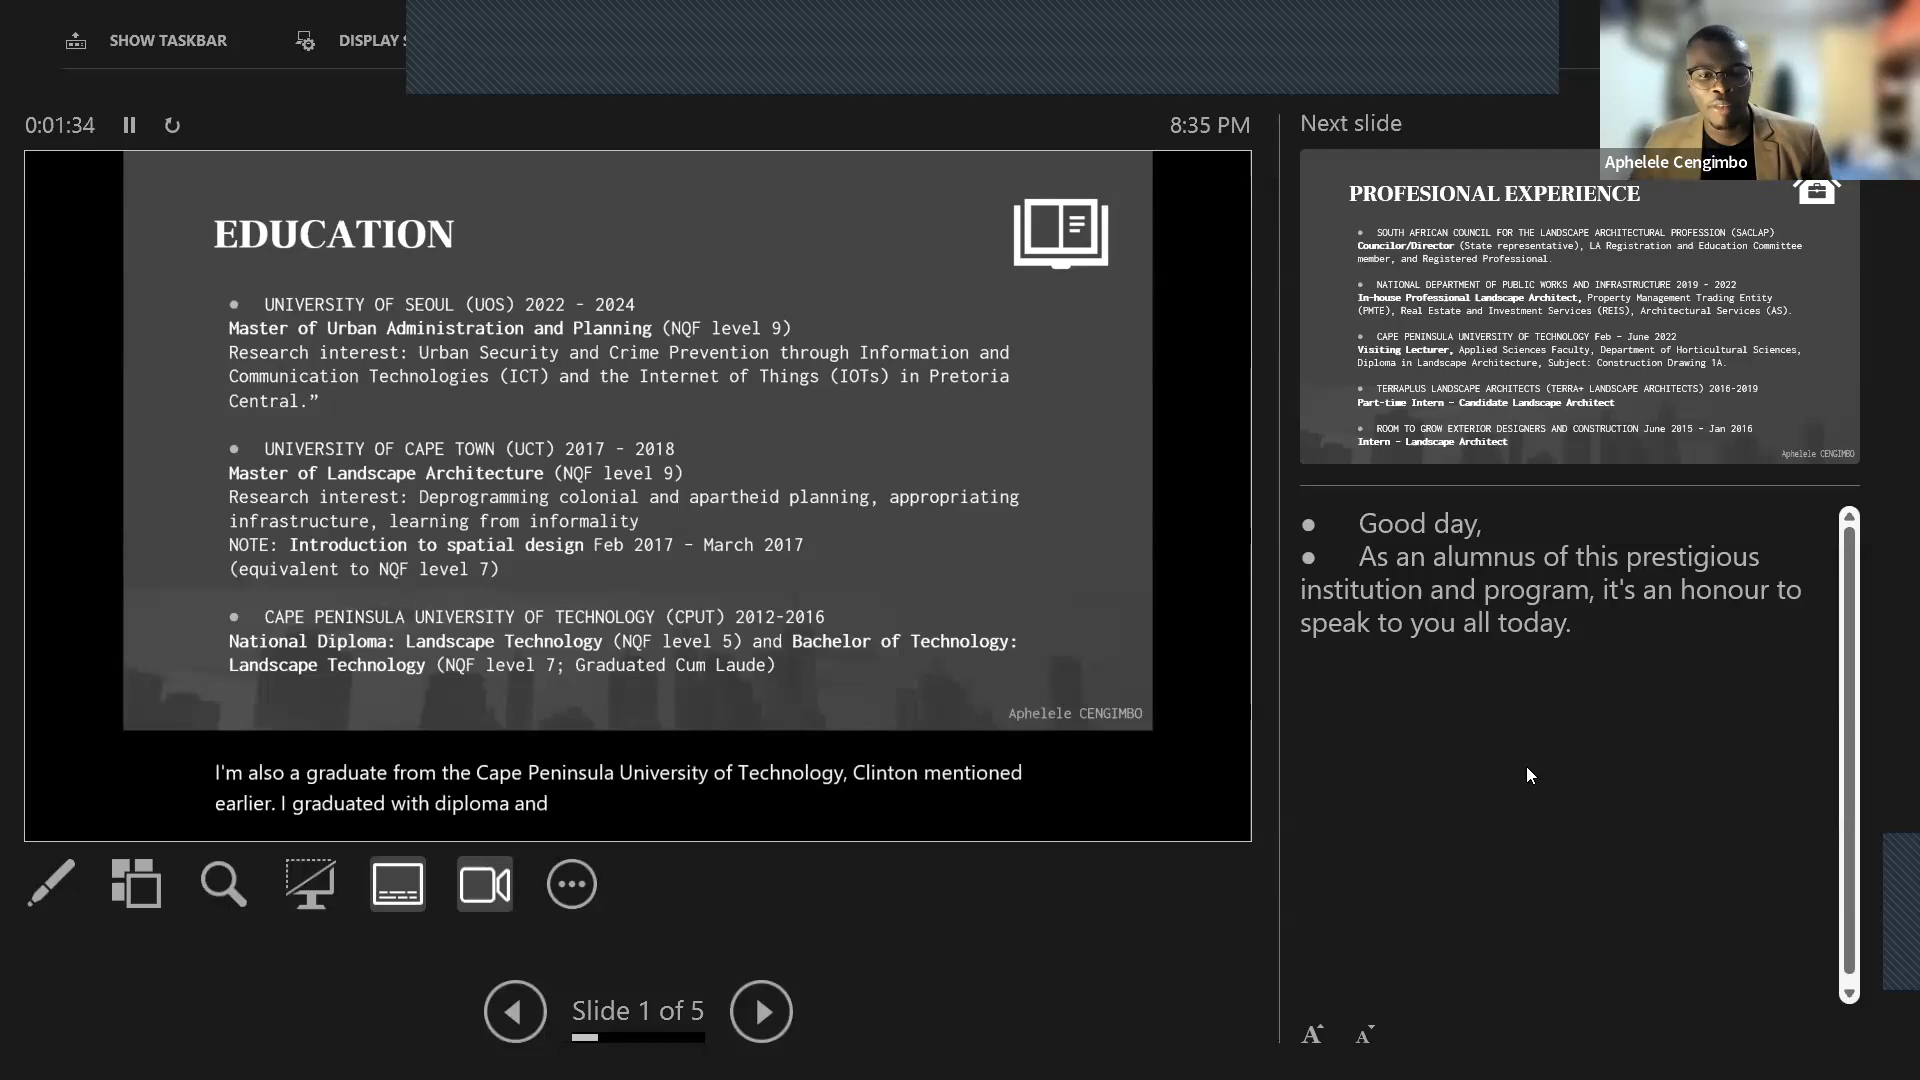 SHOW TASKBAR
DISPLAY
0:01:34
8:35 PM
Next slide
Aphelele Cengimbo
EDUCATION
● UNIVERSITY OF SEOUL (UOS) 2022 - 2024
Master of Urban Administration and Planning (NQF level 9)
Research interest: Urban Security and Crime Prevention through Information and
Communication Technologies (ICT) and the Internet of Things (IOTs) in Pretoria
Central.”
● UNIVERSITY OF CAPE TOWN (UCT) 2017 - 2018
Master of Landscape Architecture (NQF level 9)
Research interest: Deprogramming colonial and apartheid planning, appropriating
infrastructure, learning from informality
NOTE: Introduction to spatial design Feb 2017 - March 2017
(equivalent to NQF level 7)
● CAPE PENINSULA UNIVERSITY OF TECHNOLOGY (CPUT) 2012-2016
National Diploma: Landscape Technology (NQF level 5) and Bachelor of Technology:
Landscape Technology (NQF level 7; Graduated Cum Laude)
Aphelele CENGIMBO
I'm also a graduate from the Cape Peninsula University of Technology, Clinton mentioned
earlier. I graduated with diploma and
Slide 1 of 5
PROFESIONAL EXPERIENCE
● SOUTH AFRICAN COUNCIL FOR THE LANDSCAPE ARCHITECTURAL PROFESSION (SACLAP)
Councilor/Director (State representative), LA Registration and Education Committee
member, and Registered Professional.
● NATIONAL DEPARTMENT OF PUBLIC WORKS AND INFRASTRUCTURE 2019 - 2022
In-house Professional Landscape Architect, Property Management Trading Entity
(PMTE), Real Estate and Investment Services (REIS), Architectural Services (AS).
● CAPE PENINSULA UNIVERSITY OF TECHNOLOGY Feb - June 2022
Visiting Lecturer, Applied Sciences Faculty, Department of Horticultural Sciences,
Diploma in Landscape Architecture, Subject: Construction Drawing 1A.
● TERRAPLUS LANDSCAPE ARCHITECTS (TERRA+ LANDSCAPE ARCHITECTS) 2016-2019
Part-time Intern - Candidate Landscape Architect
● ROOM TO GROW EXTERIOR DESIGNERS AND CONSTRUCTION June 2015 - Jan 2016
Intern - Landscape Architect
Aphelele CENGIMBO
● Good day,
● As an alumnus of this prestigious
institution and program, it's an honour to
speak to you all today.
A A